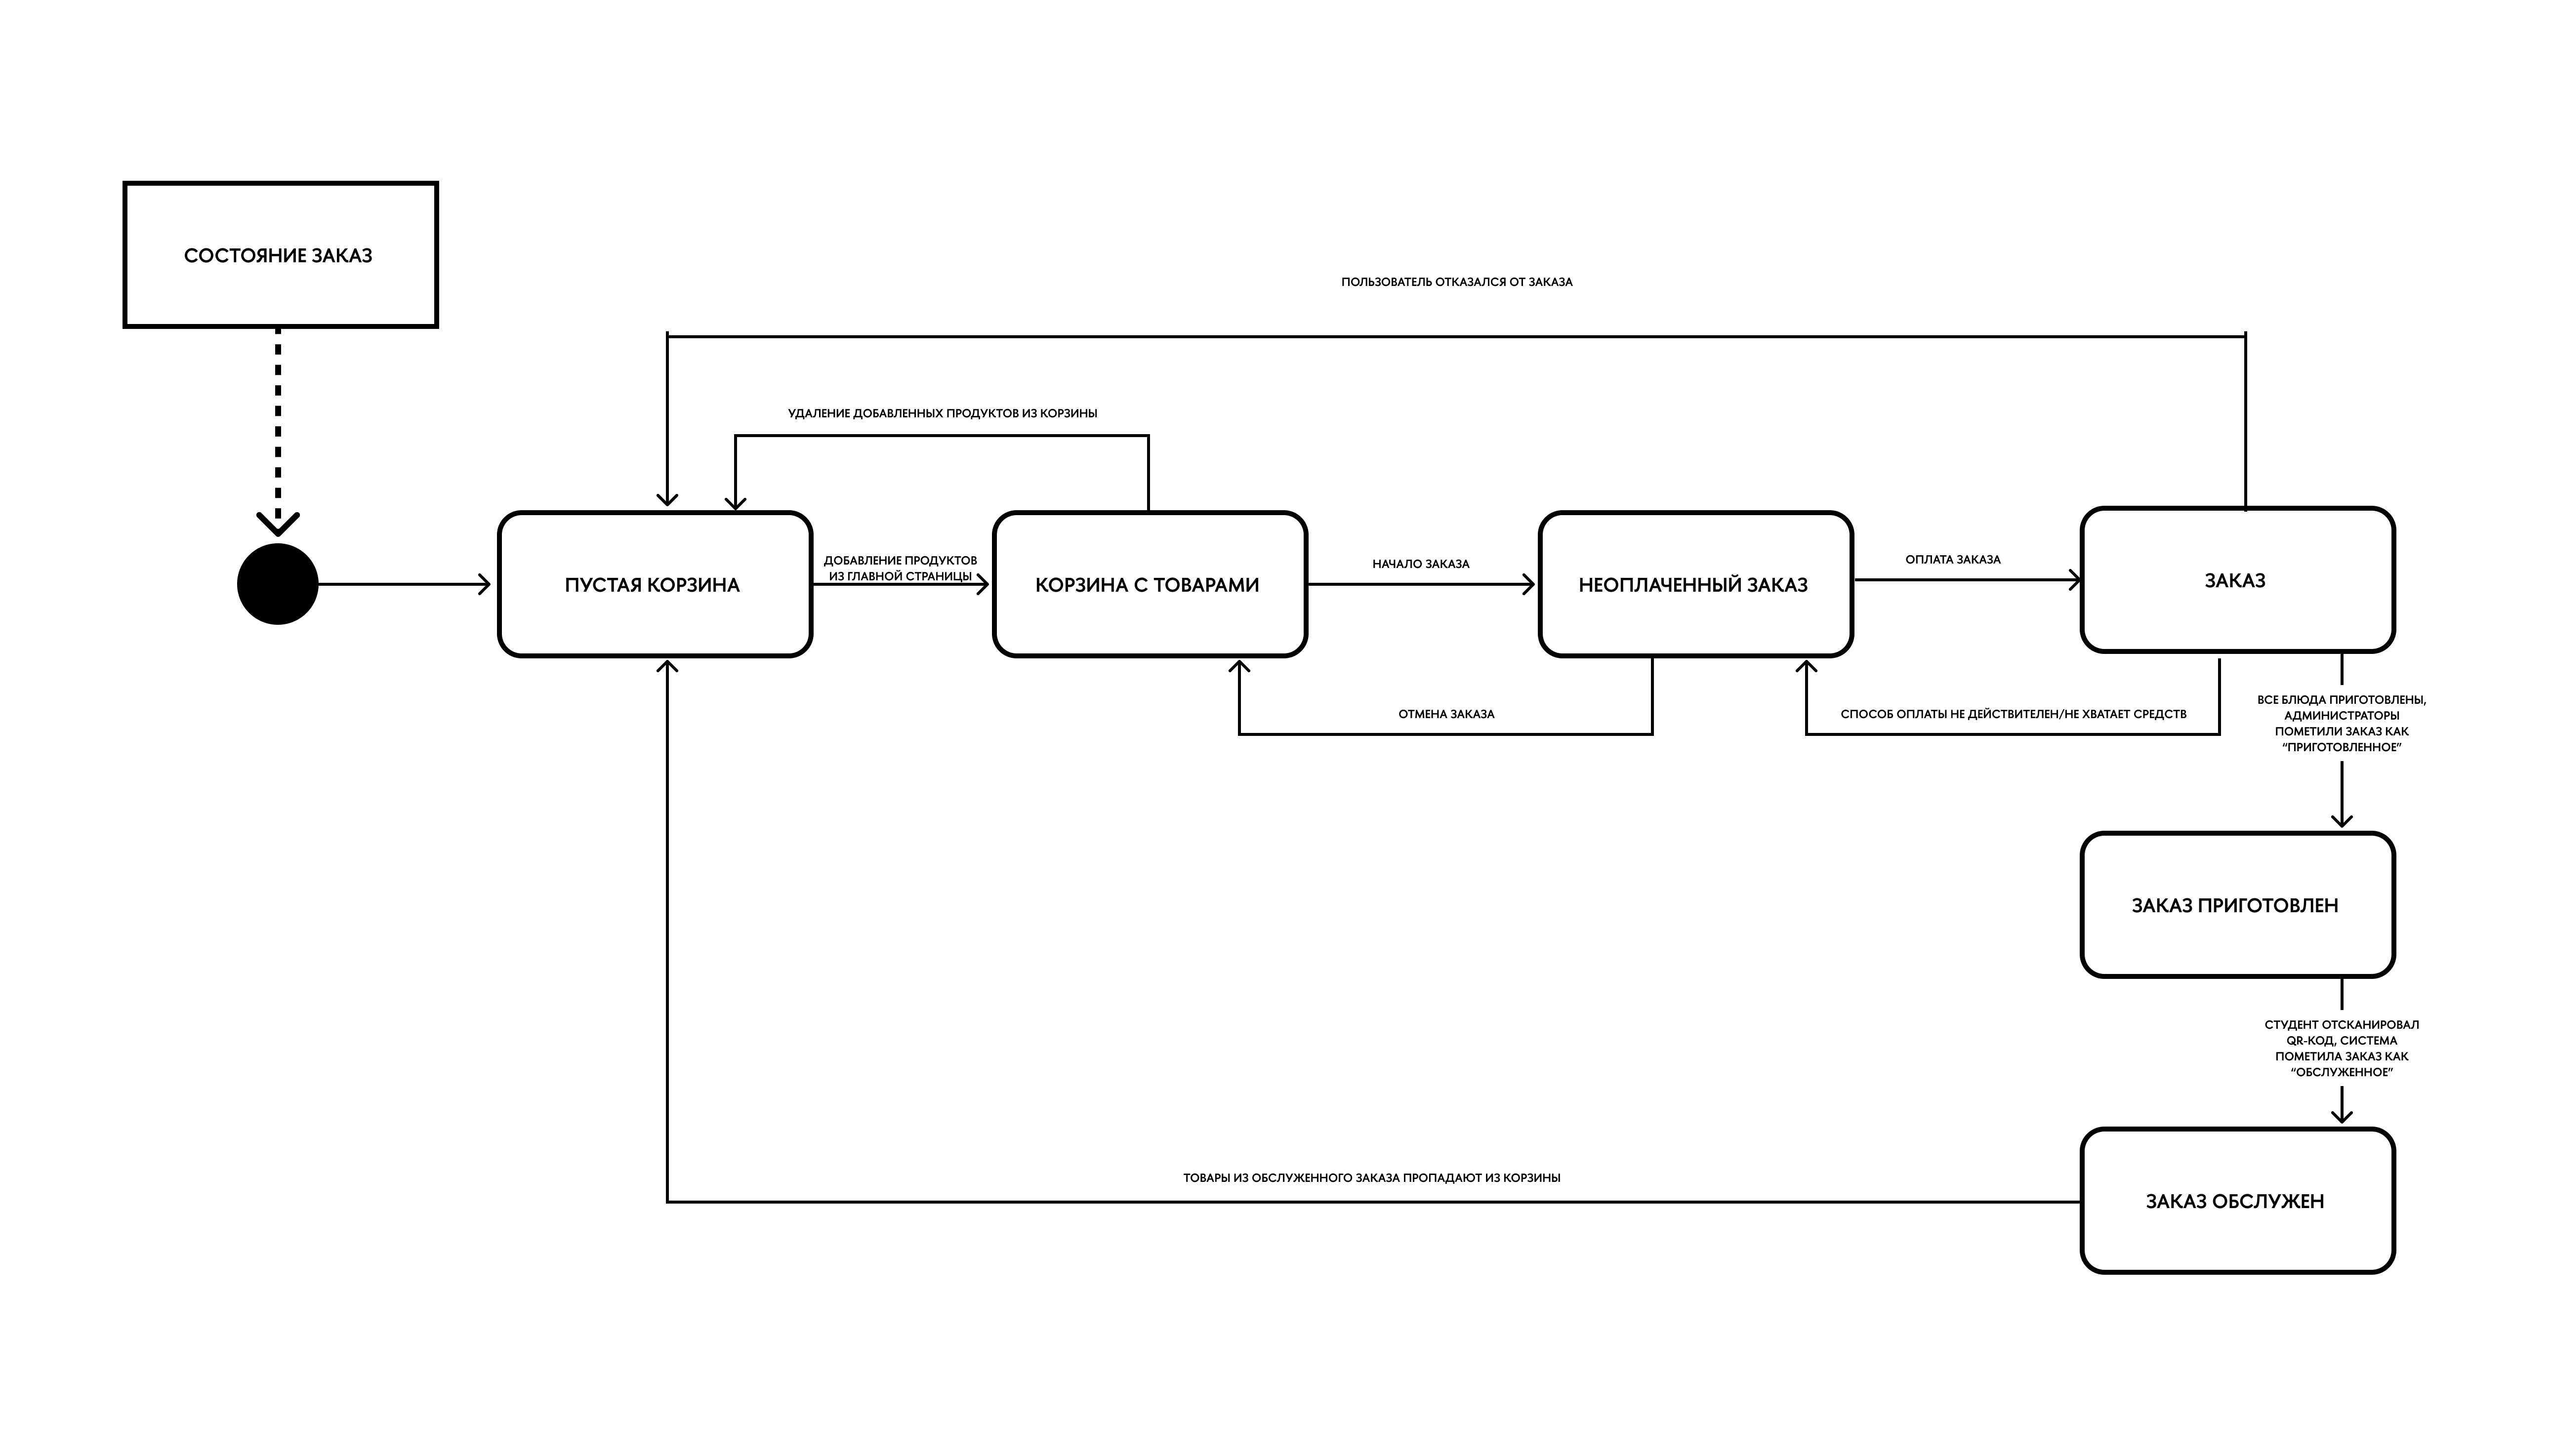 СОСТОЯНИЕ ЗАКАЗ
ПОЛЬЗОВАТЕЛЬ ОТКАЗАЛСЯ ОТ ЗАКАЗА
УДАЛЕНИЕ ДОБАВЛЕННЫХ ПРОДУКТОВ ИЗ КОРЗИНЫ
ПУСТАЯ КОРЗИНА
ДОБАВЛЕНИЕ ПРОДУКТОВ
ИЗ ГЛАВНОЙ СТРАНИЦЫ
КОРЗИНА С ТОВАРАМИ
НАЧАЛО ЗАКАЗА
НЕОПЛАЧЕННЫЙ ЗАКАЗ
ОПЛАТА ЗАКАЗА
ЗАКАЗ
ОТМЕНА ЗАКАЗА
СПОСОБ ОПЛАТЫ НЕ ДЕЙСТВИТЕЛЕН/НЕ ХВАТАЕТ СРЕДСТВ
ВСЕ БЛЮДА ПРИГОТОВЛЕНЫ,
АДМИНИСТРАТОРЫ
ПОМЕТИЛИ ЗАКАЗ КАК
“ПРИГОТОВЛЕННОЕ”
ЗАКАЗ ПРИГОТОВЛЕН
СТУДЕНТ ОТСКАНИРОВАЛ
QR-КОД, СИСТЕМА
ПОМЕТИЛА ЗАКАЗ КАК
“ОБСЛУЖЕННОЕ”
ТОВАРЫ ИЗ ОБСЛУЖЕННОГО ЗАКАЗА ПРОПАДАЮТ ИЗ КОРЗИНЫ
ЗАКАЗ ОБСЛУЖЕН